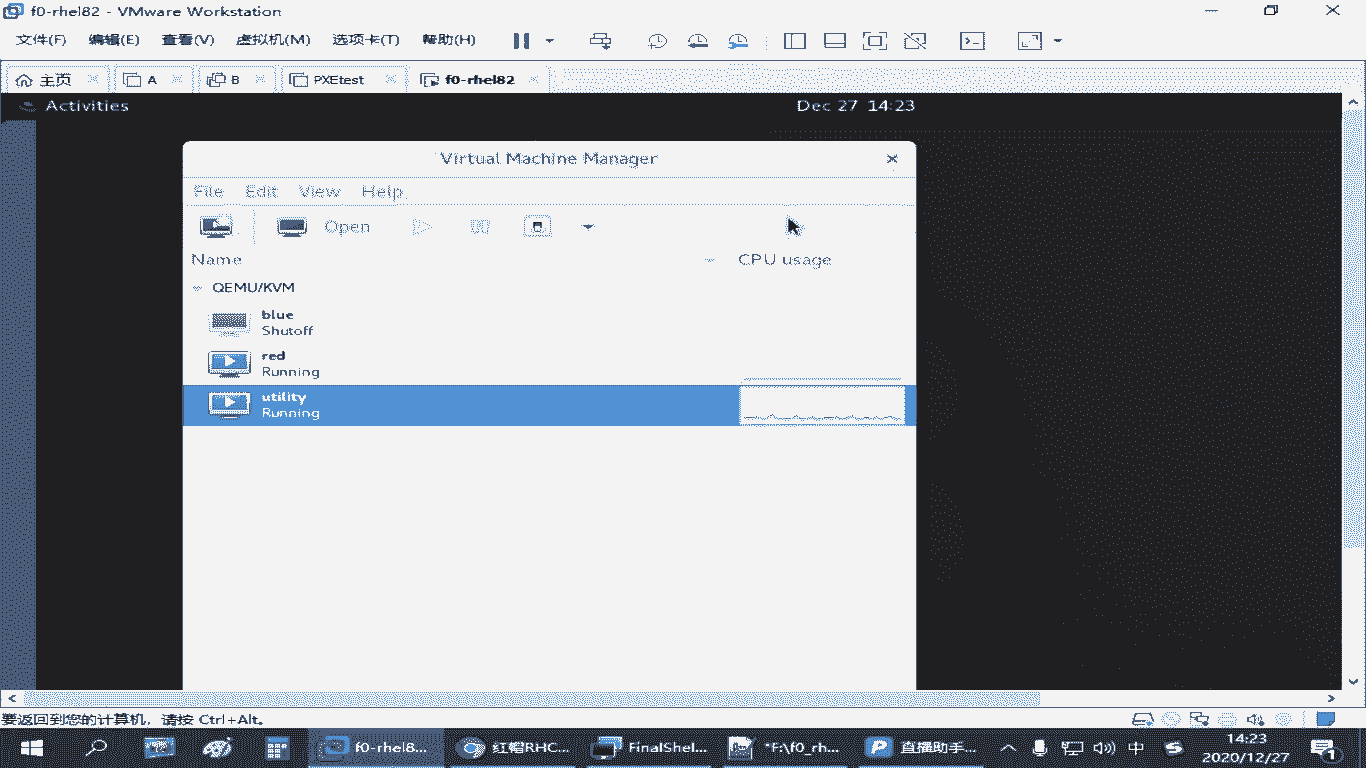 f0-rhel82 - VMware Workstation
文件(F) 编辑(E) 查看(V) 虚拟机(M) 选项卡(T) 帮助(H)
主页 A B PXEtest f0-rhel82
Activities Dec 27 14:23
Virtual Machine Manager
File Edit View Help
Open
Name CPU usage
QEMU/KVM
blue
Shutoff
red
Running
utility
Running
要返回到您的计算机，请按 Ctrl+Alt。
f0-rhel8... 红帽RHC... FinalShel... *F:\f0_rh... 直播助手... 中 14:23
2020/12/27 1